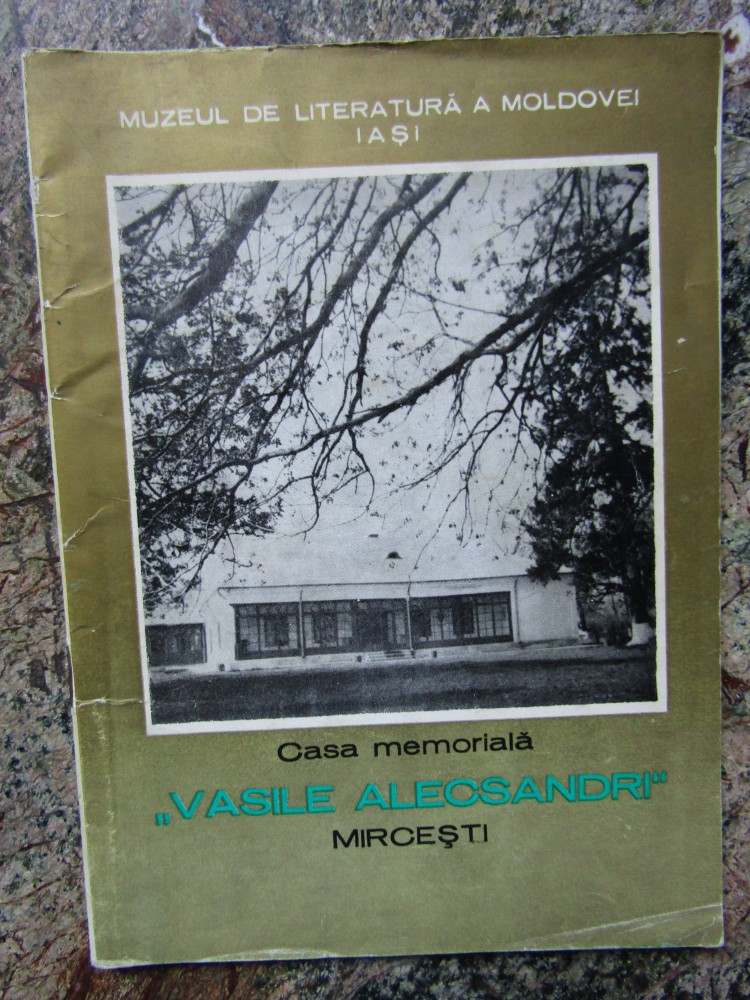 MUZEUL DE LITERATURĂ A MOLDOVEI
IAȘI
Casa memorială
„VASILE ALECSANDRI“
MIRCEȘTI